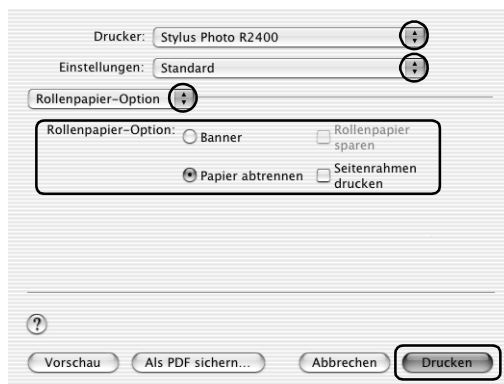 Drucker: Stylus Photo R2400
Einstellungen: Standard
Rollenpapier-Option
Rollenpapier-Option: Banner Rollenpapier
sparen
Papier abtrennen Seitenrahmen
drucken
?
Vorschau Als PDF sichern... Abbrechen Drucken